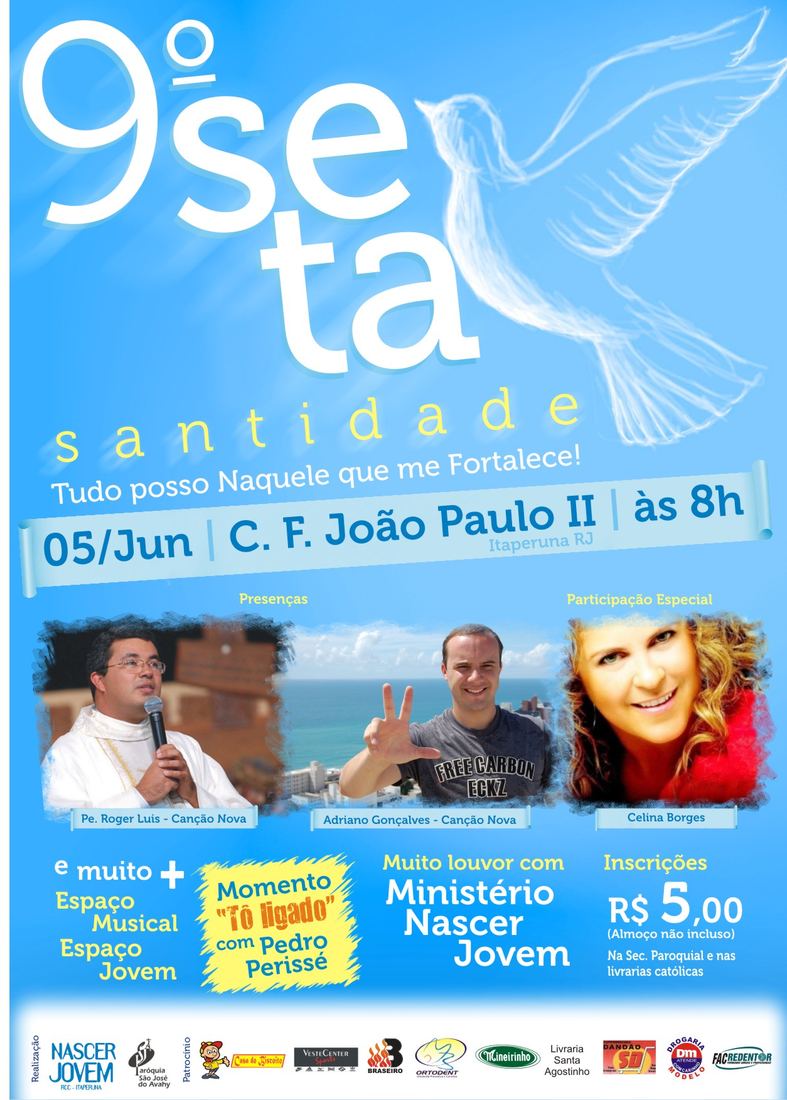 9º se
ta
santidade
Tudo posso Naquele que me Fortalece!
05/Jun | C. F. João Paulo II | às 8h
Itaperuna RJ
Presenças
Participação Especial
FREE CARBON
ECKZ
Pe. Roger Luis - Canção Nova
Adriano Gonçalves - Canção Nova
Celina Borges
e muito +
Espaço
Musical
Espaço
Jovem
Momento
"Tô ligado"
com Pedro
Perissé
Muito louvor com
Ministério
Nascer
Jovem
Inscrições
R$ 5,00
(Almoço não incluso)
Na Sec. Paroquial e nas
livrarias católicas
Realização
NASCER
JOVEM
RCC - ITAPERUNA
Paróquia
São José
do Avahy
Patrocínio
Casa do Biscoito
VesteCenter
Sports
BRASEIRO
ORTODENT
Mineirinho
Livraria
Santa
Agostinho
DANDÃO
SD
DROGARIA
Dm
ATENDE
MODELO
FACREDENTOR